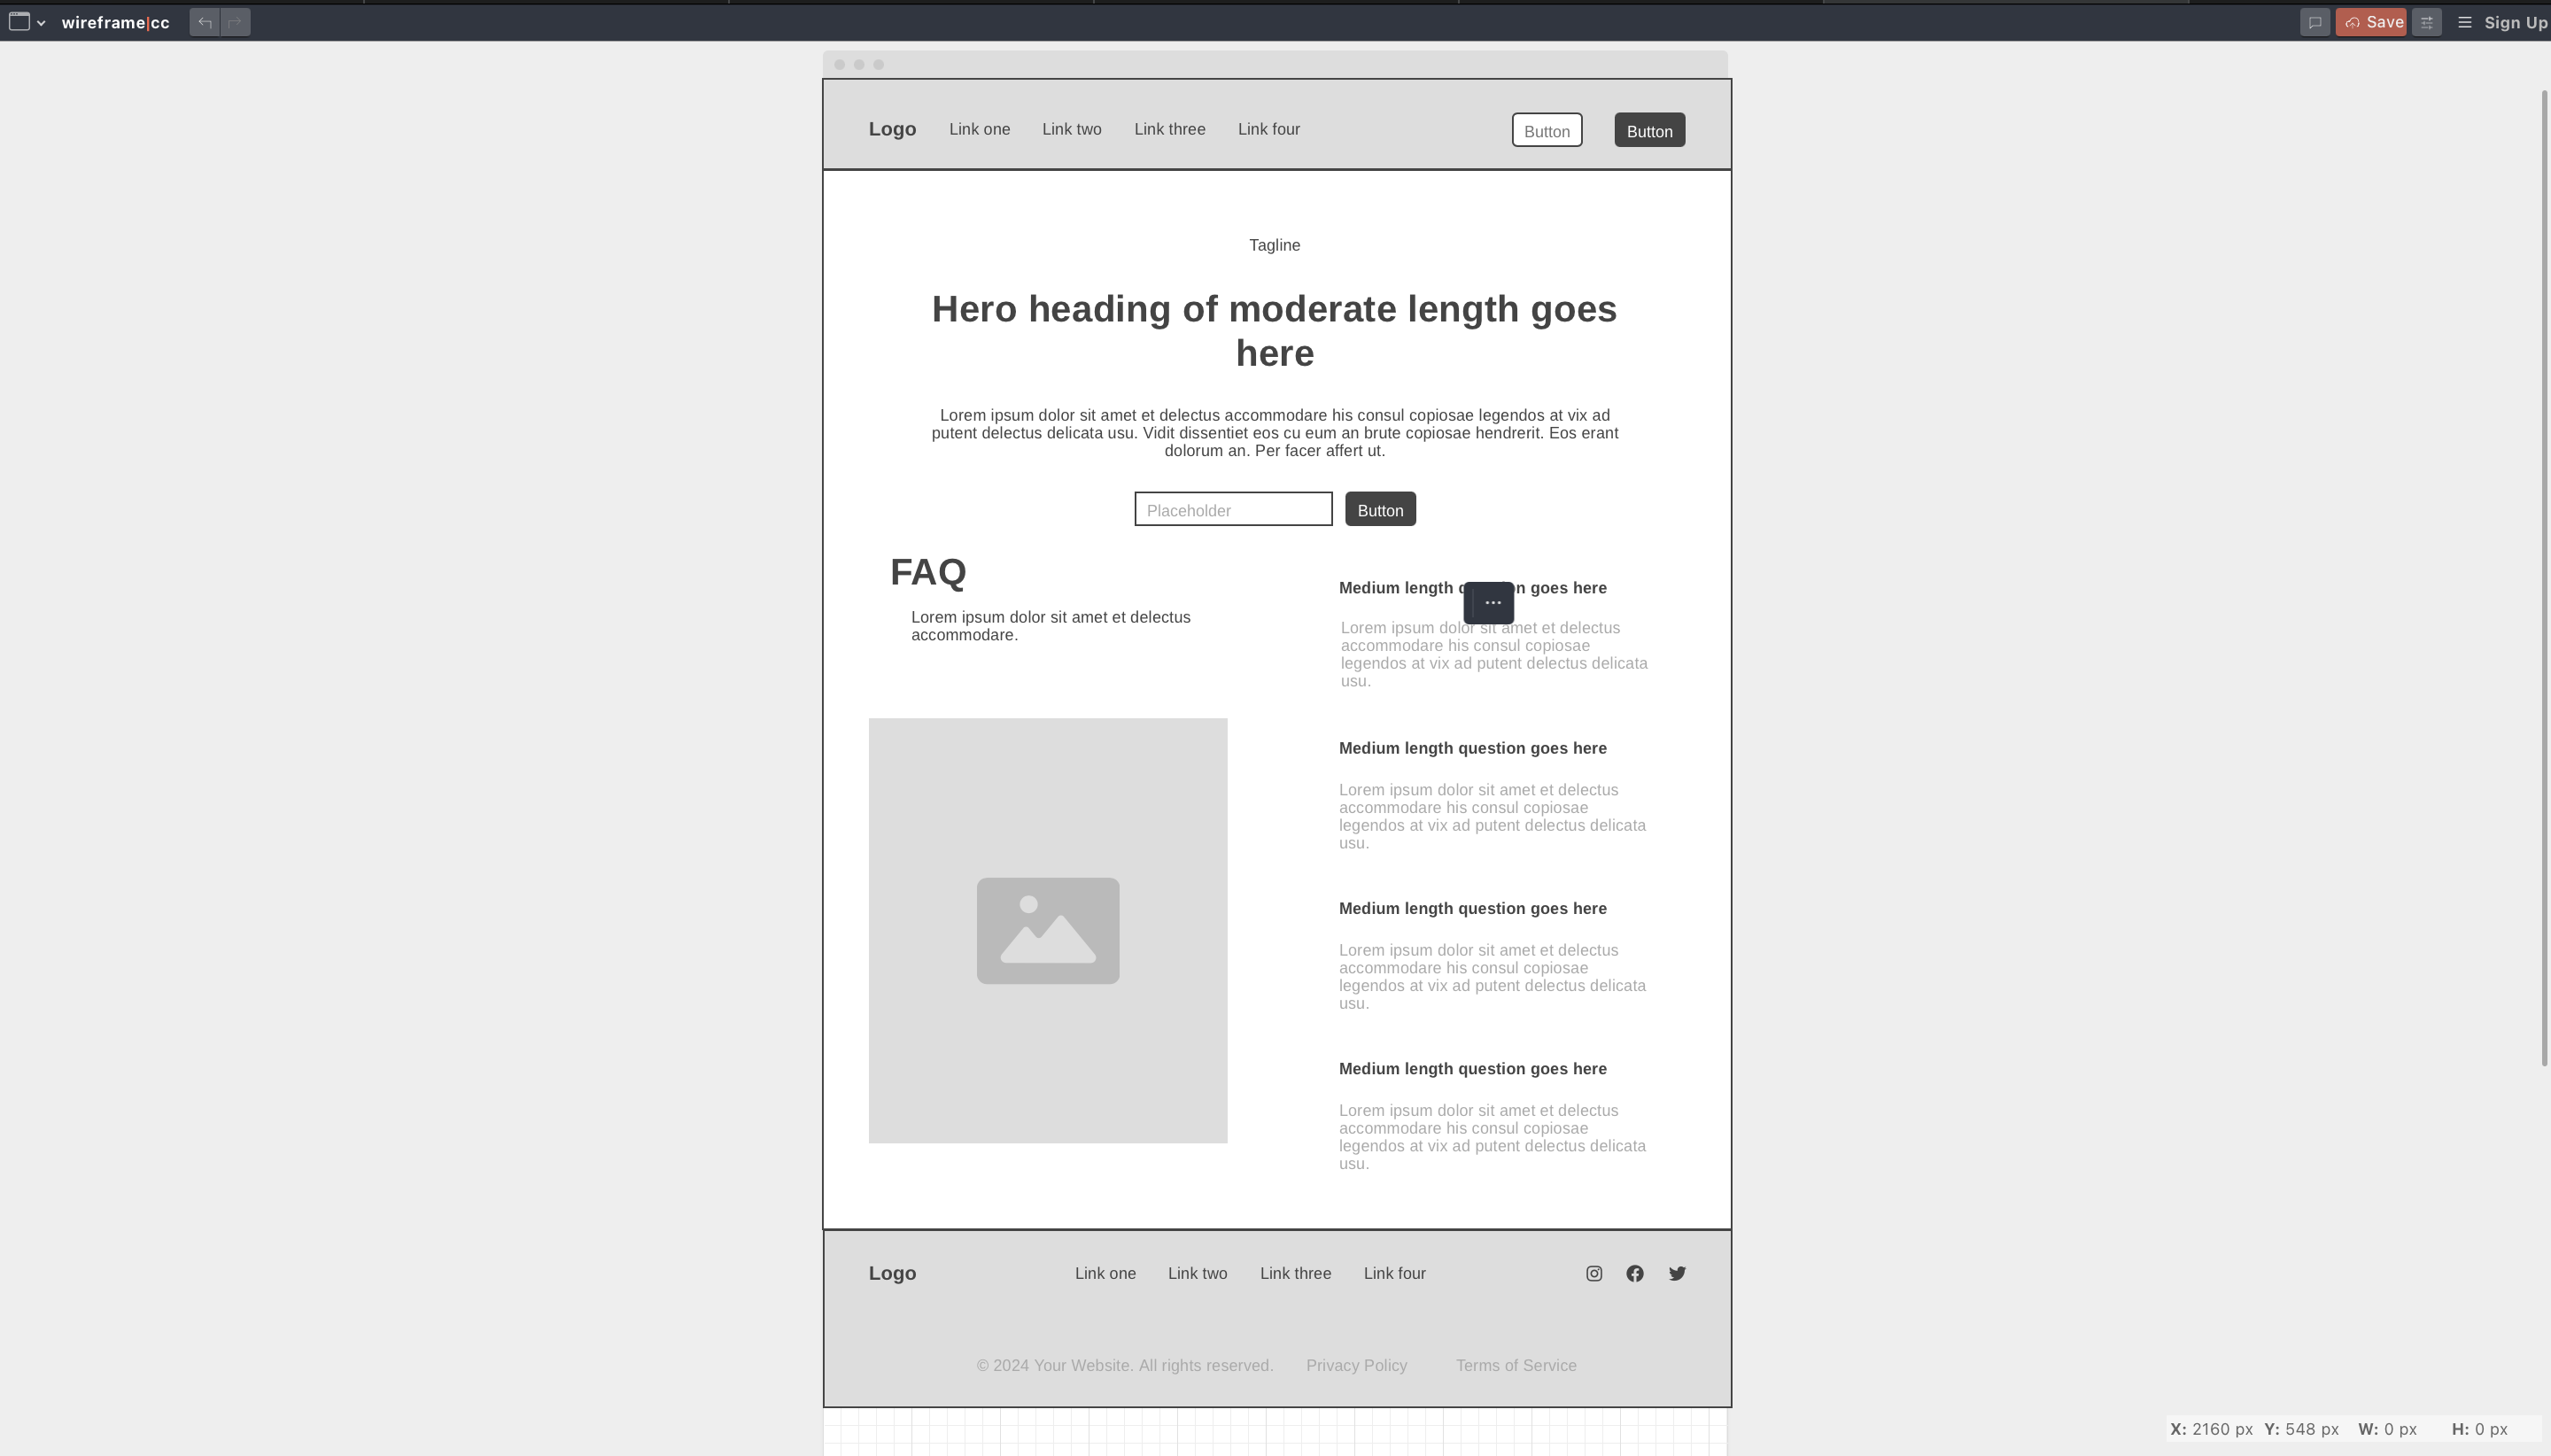 wireframe|cc
Save
Sign Up
Logo Link one Link two Link three Link four Button Button
Tagline
Hero heading of moderate length goes
here
Lorem ipsum dolor sit amet et delectus accommodare his consul copiosae legendos at vix ad
putent delectus delicata usu. Vidit dissentiet eos cu eum an brute copiosae hendrerit. Eos erant
dolorum an. Per facer affert ut.
Placeholder Button
FAQ
Lorem ipsum dolor sit amet et delectus
accommodare.
Medium length goes here
Lorem ipsum dolor sit amet et delectus
accommodare his consul copiosae
legendos at vix ad putent delectus delicata
usu.
Medium length question goes here
Lorem ipsum dolor sit amet et delectus
accommodare his consul copiosae
legendos at vix ad putent delectus delicata
usu.
Medium length question goes here
Lorem ipsum dolor sit amet et delectus
accommodare his consul copiosae
legendos at vix ad putent delectus delicata
usu.
Medium length question goes here
Lorem ipsum dolor sit amet et delectus
accommodare his consul copiosae
legendos at vix ad putent delectus delicata
usu.
Logo Link one Link two Link three Link four
© 2024 Your Website. All rights reserved. Privacy Policy Terms of Service
X: 2160 px Y: 548 px W: 0 px H: 0 px